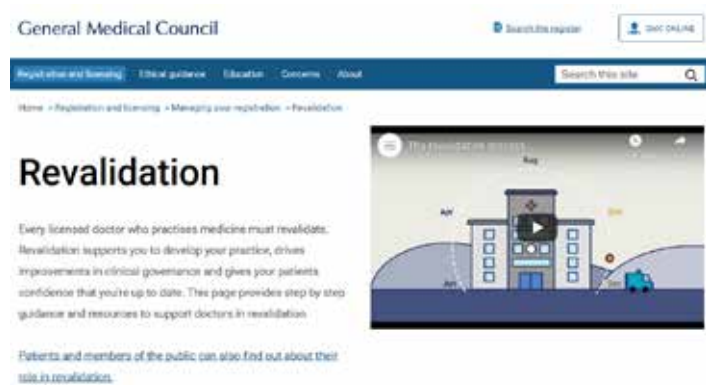 General Medical Council
Search the register
GMC ONLINE
Registration and licensing Ethical guidance Education Concerns About
Search this site
Home Registration and licensing Managing your registration Revalidation
Revalidation
Every licensed doctor who practises medicine must revalidate.
Revalidation supports you to develop your practice, drives
improvements in clinical governance and gives your patients
confidence that you're up to date. This page provides step by step
guidance and resources to support doctors in revalidation
Patients and members of the public can also find out about their
role in revalidation.
The revalidation process
Aug
Apr
Dec